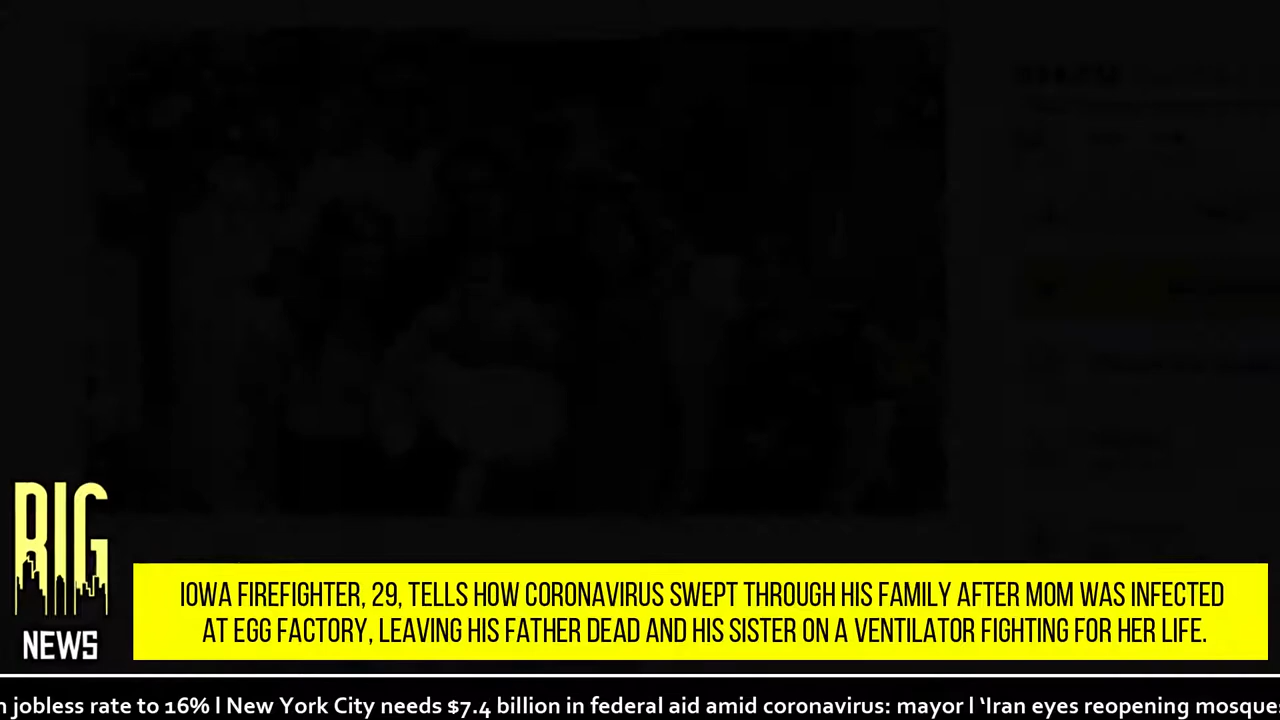 BIG
NEWS
IOWA FIREFIGHTER, 29, TELLS HOW CORONAVIRUS SWEPT THROUGH HIS FAMILY AFTER MOM WAS INFECTED
AT EGG FACTORY, LEAVING HIS FATHER DEAD AND HIS SISTER ON A VENTILATOR FIGHTING FOR HER LIFE.
jobless rate to 16% l New York City needs $7.4 billion in federal aid amid coronavirus: mayor l ‘Iran eyes reopening